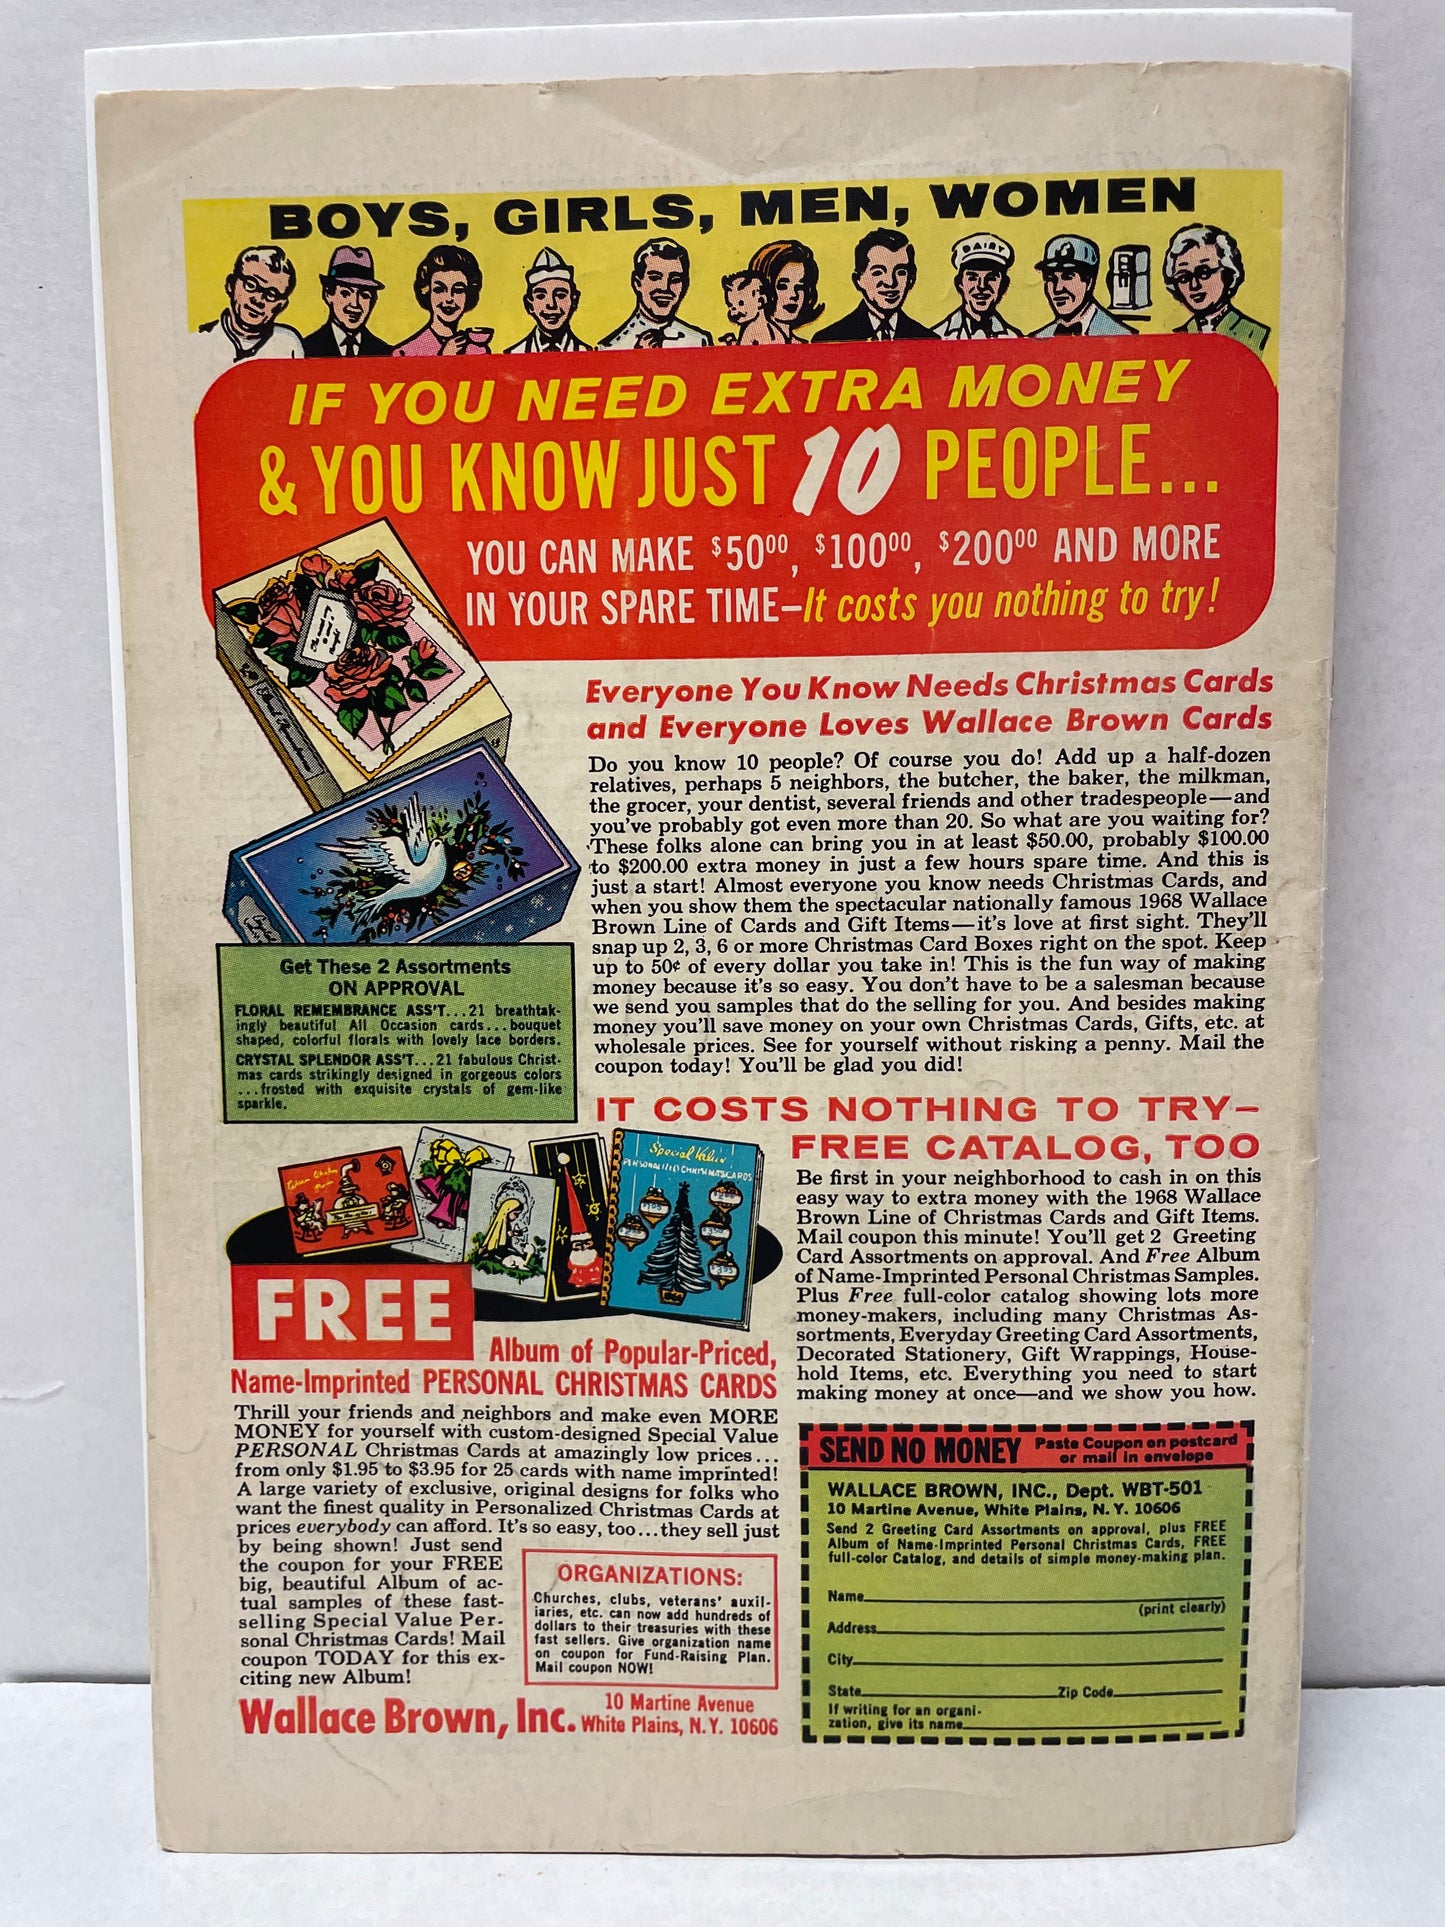 BOYS, GIRLS, MEN, WOMEN
DAIRY
IF YOU NEED EXTRA MONEY
& YOU KNOW JUST 10 PEOPLE...
YOU CAN MAKE $50⁰⁰, $100⁰⁰, $200⁰⁰ AND MORE
IN YOUR SPARE TIME–It costs you nothing to try!
Everyone You Know Needs Christmas Cards
and Everyone Loves Wallace Brown Cards
Do you know 10 people? Of course you do! Add up a half-dozen
relatives, perhaps 5 neighbors, the butcher, the baker, the milkman,
the grocer, your dentist, several friends and other tradespeople—and
you've probably got even more than 20. So what are you waiting for?
These folks alone can bring you in at least $50.00, probably $100.00
to $200.00 extra money in just a few hours spare time. And this is
just a start! Almost everyone you know needs Christmas Cards, and
when you show them the spectacular nationally famous 1968 Wallace
Brown Line of Cards and Gift Items—it's love at first sight. They'll
snap up 2, 3, 6 or more Christmas Card Boxes right on the spot. Keep
up to 50¢ of every dollar you take in! This is the fun way of making
money because it's so easy. You don't have to be a salesman because
we send you samples that do the selling for you. And besides making
money you'll save money on your own Christmas Cards, Gifts, etc. at
wholesale prices. See for yourself without risking a penny. Mail the
coupon today! You'll be glad you did!
Get These 2 Assortments
ON APPROVAL
FLORAL REMEMBRANCE ASS'T...21 breathtak-
ingly beautiful All Occasion cards...bouquet
shaped, colorful florals with lovely lace borders.
CRYSTAL SPLENDOR ASS'T...21 fabulous Christ-
mas cards strikingly designed in gorgeous colors
...frosted with exquisite crystals of gem-like
sparkle.
IT COSTS NOTHING TO TRY–
FREE CATALOG, TOO
Be first in your neighborhood to cash in on this
easy way to extra money with the 1968 Wallace
Brown Line of Christmas Cards and Gift Items.
Mail coupon this minute! You'll get 2 Greeting
Card Assortments on approval. And Free Album
of Name-Imprinted Personal Christmas Samples.
Plus Free full-color catalog showing lots more
money-makers, including many Christmas As-
sortments, Everyday Greeting Card Assortments,
Decorated Stationery, Gift Wrappings, House-
hold Items, etc. Everything you need to start
making money at once—and we show you how.
Special Value
PERSONALIZED CHRISTMAS CARDS
FREE
Album of Popular-Priced,
Name-Imprinted PERSONAL CHRISTMAS CARDS
Thrill your friends and neighbors and make even MORE
MONEY for yourself with custom-designed Special Value
PERSONAL Christmas Cards at amazingly low prices...
from only $1.95 to $3.95 for 25 cards with name imprinted!
A large variety of exclusive, original designs for folks who
want the finest quality in Personalized Christmas Cards at
prices everybody can afford. It's so easy, too...they sell just
by being shown! Just send
the coupon for your FREE
big, beautiful Album of ac-
tual samples of these fast-
selling Special Value Per-
sonal Christmas Cards! Mail
coupon TODAY for this ex-
citing new Album!
ORGANIZATIONS:
Churches, clubs, veterans' auxil-
iaries, etc. can now add hundreds of
dollars to their treasuries with these
fast sellers. Give organization name
on coupon for Fund-Raising Plan.
Mail coupon NOW!
Wallace Brown, Inc. 10 Martine Avenue
White Plains, N.Y. 10606
SEND NO MONEY Paste Coupon on postcard
or mail in envelope
WALLACE BROWN, INC., Dept. WBT-501
10 Martine Avenue, White Plains, N. Y. 10606
Send 2 Greeting Card Assortments on approval, plus FREE
Album of Name-Imprinted Personal Christmas Cards, FREE
full-color Catalog, and details of simple money-making plan.
Name
(print clearly)
Address
City
State Zip Code
If writing for an organi-
zation, give its name